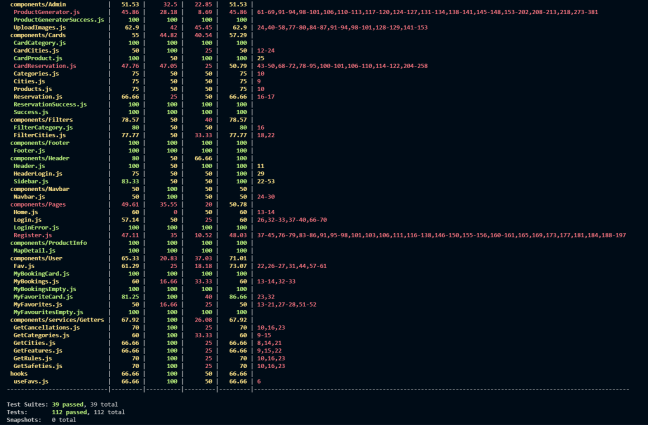 components/Admin | 51.53 | 32.5 | 22.85 | 51.53 |
ProductGenerator.js | 45.86 | 28.18 | 8.69 | 45.86 | 61-69,91-94,98-101,106,110-113,117-120,124-127,131-134,138-141,145-148,153-202,208-213,218,273-381
ProductGeneratorSuccess.js | 100 | 100 | 100 | 100 |
UploadImages.js | 62.9 | 42 | 45.45 | 62.9 | 24,40-58,77-80,84-87,91-94,98-101,128-129,141-153
components/Cards | 55 | 44.82 | 40.54 | 57.29 |
CardCategory.js | 100 | 100 | 100 | 100 |
CardCities.js | 50 | 100 | 25 | 50 | 12-24
CardProduct.js | 100 | 50 | 100 | 100 | 25
CardReservation.js | 47.76 | 47.05 | 25 | 50.79 | 43-50,68-72,78-95,100-101,106-110,114-122,204-258
Categories.js | 75 | 50 | 50 | 75 | 10
Cities.js | 75 | 50 | 50 | 75 | 9
Products.js | 75 | 50 | 50 | 75 | 10
Reservation.js | 66.66 | 25 | 50 | 66.66 | 16-17
ReservationSuccess.js | 100 | 100 | 100 | 100 |
Success.js | 100 | 100 | 100 | 100 |
components/Filters | 78.57 | 50 | 40 | 78.57 |
FilterCategory.js | 80 | 50 | 50 | 80 | 16
FilterCities.js | 77.77 | 50 | 33.33 | 77.77 | 18,22
components/Footer | 100 | 100 | 100 | 100 |
Footer.js | 100 | 100 | 100 | 100 |
components/Header | 80 | 50 | 66.66 | 100 |
Header.js | 100 | 50 | 100 | 100 | 11
HeaderLogin.js | 75 | 50 | 100 | 100 | 29
Sidebar.js | 83.33 | 50 | 50 | 100 | 22-53
components/Navbar | 50 | 100 | 50 | 50 |
Navbar.js | 50 | 100 | 50 | 50 | 24-30
components/Pages | 49.61 | 35.55 | 20 | 50.78 |
Home.js | 60 | 0 | 50 | 60 | 13-14
Login.js | 57.14 | 50 | 25 | 60 | 26,32-33,37-40,66-70
LoginError.js | 100 | 100 | 100 | 100 |
Register.js | 47.11 | 35 | 10.52 | 48.03 | 37-45,76-79,83-86,91,95-98,101,103,106,111,116-138,146-150,155-156,160-161,165,169,173,177,181,184,188-197
components/ProductInfo | 100 | 100 | 100 | 100 |
MapDetail.js | 100 | 100 | 100 | 100 |
components/User | 65.33 | 20.83 | 37.03 | 71.01 |
Fav.js | 61.29 | 25 | 18.18 | 73.07 | 22,26-27,31,44,57-61
MyBookingCard.js | 100 | 100 | 100 | 100 |
MyBookings.js | 60 | 16.66 | 33.33 | 60 | 13-14,32-33
MyBookingsEmpty.js | 100 | 100 | 100 | 100 |
MyFavoriteCard.js | 81.25 | 100 | 40 | 86.66 | 23,32
MyFavorites.js | 50 | 16.66 | 25 | 50 | 13-21,27-28,51-52
MyFavouritesEmpty.js | 100 | 100 | 100 | 100 |
components/services/Getters | 67.92 | 100 | 26.08 | 67.92 |
GetCancellations.js | 70 | 100 | 25 | 70 | 10,16,23
GetCategories.js | 60 | 100 | 33.33 | 60 | 9-15
GetCities.js | 66.66 | 100 | 25 | 66.66 | 8,14,21
GetFeatures.js | 66.66 | 100 | 25 | 66.66 | 9,15,22
GetRules.js | 70 | 100 | 25 | 70 | 10,16,23
GetSafeties.js | 70 | 100 | 25 | 70 | 10,16,23
hooks | 66.66 | 100 | 50 | 66.66 |
useFavs.js | 66.66 | 100 | 50 | 66.66 | 6
Test Suites: 39 passed, 39 total
Tests: 112 passed, 112 total
Snapshots: 0 total